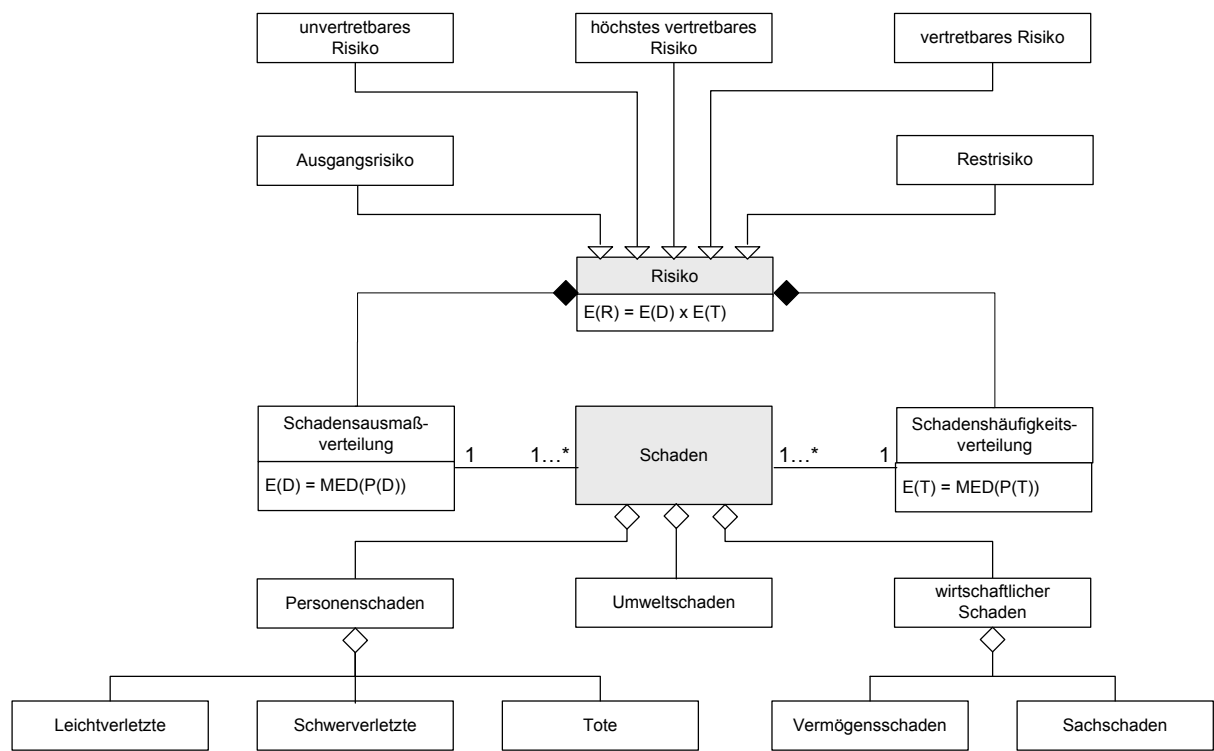 unvertretbares
Risiko
höchstes vertretbares
Risiko
vertretbares Risiko
Ausgangsrisiko
Restrisiko
Risiko
E(R) = E(D) x E(T)
Schadensausmaß-
verteilung
E(D) = MED(P(D))
1
1...*
Schaden
1...*
1
Schadenshäufigkeits-
verteilung
E(T) = MED(P(T))
Personenschaden
Umweltschaden
wirtschaftlicher
Schaden
Leichtverletzte
Schwerverletzte
Tote
Vermögensschaden
Sachschaden